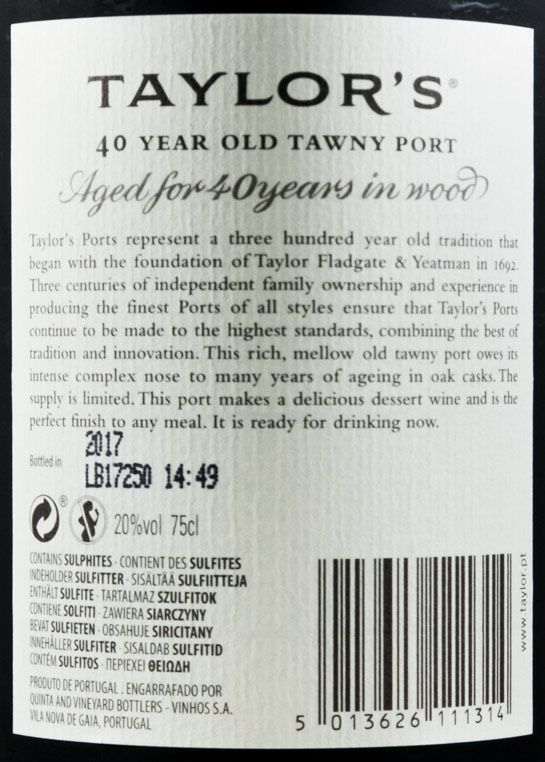 TAYLOR'S®
40 YEAR OLD TAWNY PORT
Aged for 40 years in wood
Taylor's Ports represent a three hundred year old tradition that
began with the foundation of Taylor Fladgate & Yeatman in 1692.
Three centuries of independent family ownership and experience in
producing the finest Ports of all styles ensure that Taylor's Ports
continue to be made to the highest standards, combining the best of
tradition and innovation. This rich, mellow old tawny port owes its
intense complex nose to many years of ageing in oak casks. The
supply is limited. This port makes a delicious dessert wine and is the
perfect finish to any meal. It is ready for drinking now.
Bottled in 2017
LB17250 14:49
® 20%vol 75cl
CONTAINS SULPHITES · CONTIENT DES SULFITES
INDEHOLDER SULFITTER · SISÄLTÄÄ SULFIITTEJA
ENTHÄLT SULFITE · TARTALMAZ SZULFITOK
CONTIENE SOLFITI · ZAWIERA SIARCZYNY
BEVAT SULFIETEN · OBSAHUJE SIRICITANY
INNEHÅLLER SULFITER · SISALDAB SULFITID
CONTÉM SULFITOS · ΠΕΡΙΕΧΕΙ ΘΕΙΩΔΗ
PRODUTO DE PORTUGAL . ENGARRAFADO POR
QUINTA AND VINEYARD BOTTLERS - VINHOS S.A.
VILA NOVA DE GAIA, PORTUGAL
5 013626 111314
www.taylor.pt